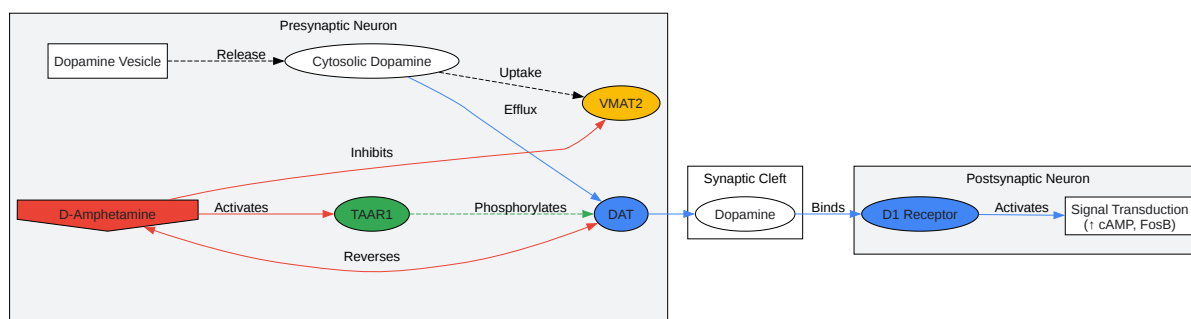 Presynaptic Neuron
Dopamine Vesicle
Release
Cytosolic Dopamine
Uptake
VMAT2
Efflux
Inhibits
D-Amphetamine
Activates
TAAR1
Phosphorylates
DAT
Reverses
Synaptic Cleft
Dopamine
Binds
Postsynaptic Neuron
D1 Receptor
Activates
Signal Transduction
(↑ cAMP, FosB)